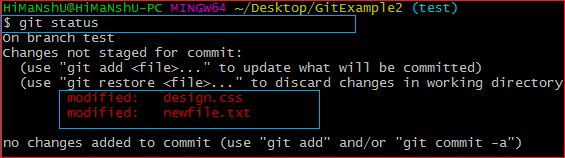 HiMaNshU@HiMaNshU-PC MINGW64 ~/Desktop/GitExample2 (test)
$ git status
On branch test
Changes not staged for commit:
  (use "git add <file>..." to update what will be committed)
  (use "git restore <file>..." to discard changes in working directory
        modified:   design.css
        modified:   newfile.txt
no changes added to commit (use "git add" and/or "git commit -a")